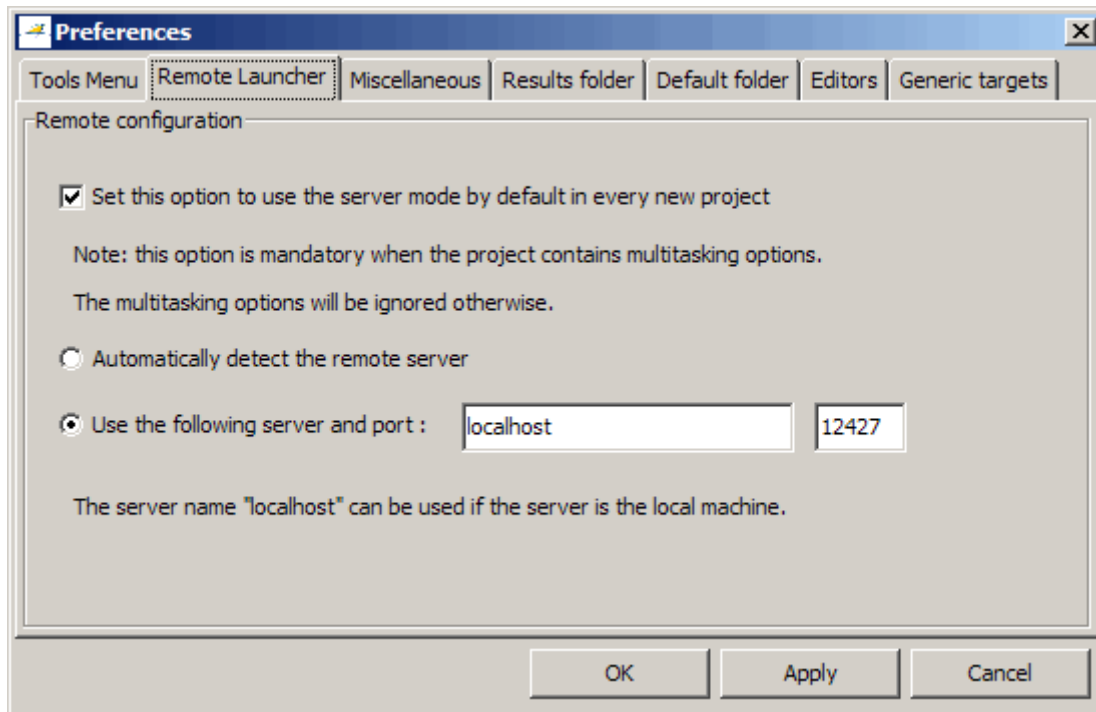 Preferences
Tools Menu Remote Launcher Miscellaneous Results folder Default folder Editors Generic targets
Remote configuration
Set this option to use the server mode by default in every new project
Note: this option is mandatory when the project contains multitasking options.
The multitasking options will be ignored otherwise.
Automatically detect the remote server
Use the following server and port : localhost 12427
The server name "localhost" can be used if the server is the local machine.
OK Apply Cancel